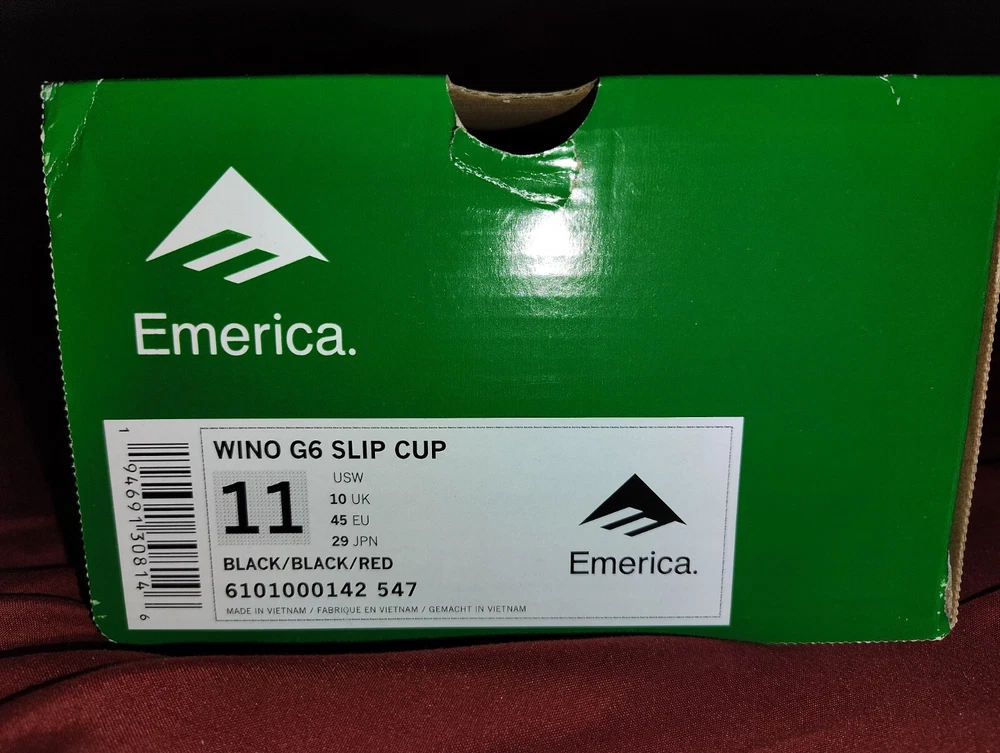 Emerica.
WINO G6 SLIP CUP
11
USW
10 UK
45 EU
29 JPN
BLACK/BLACK/RED
6101000142 547
MADE IN VIETNAM / FABRIQUE EN VIETNAM / GEMACHT IN VIETNAM
Emerica.
1 94691 30814 6